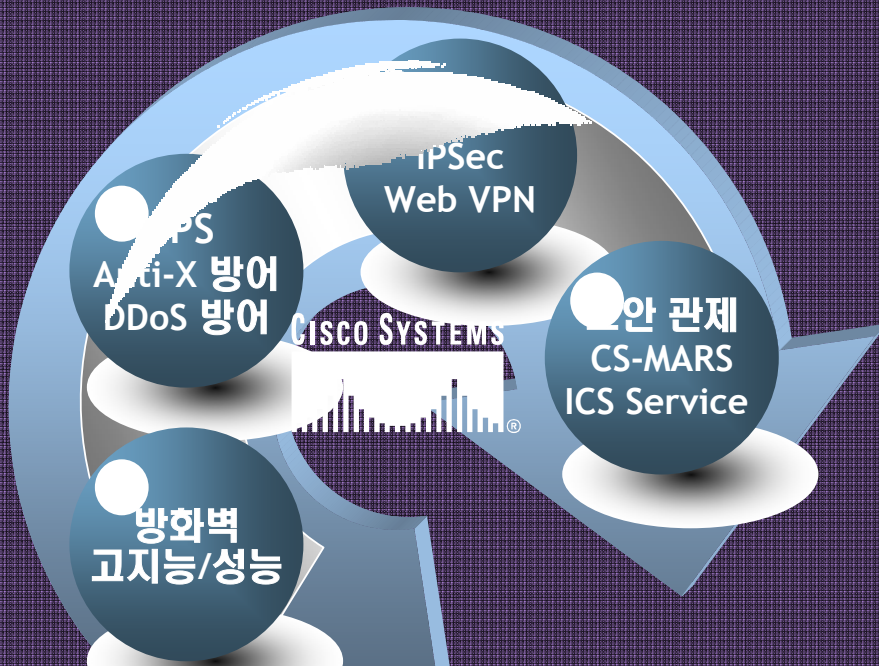 IPSec
Web VPN
Anti-X 방어
DDoS 방어
CISCO SYSTEMS
®
관제
CS-MARS
ICS Service
방화벽
고지능/성능